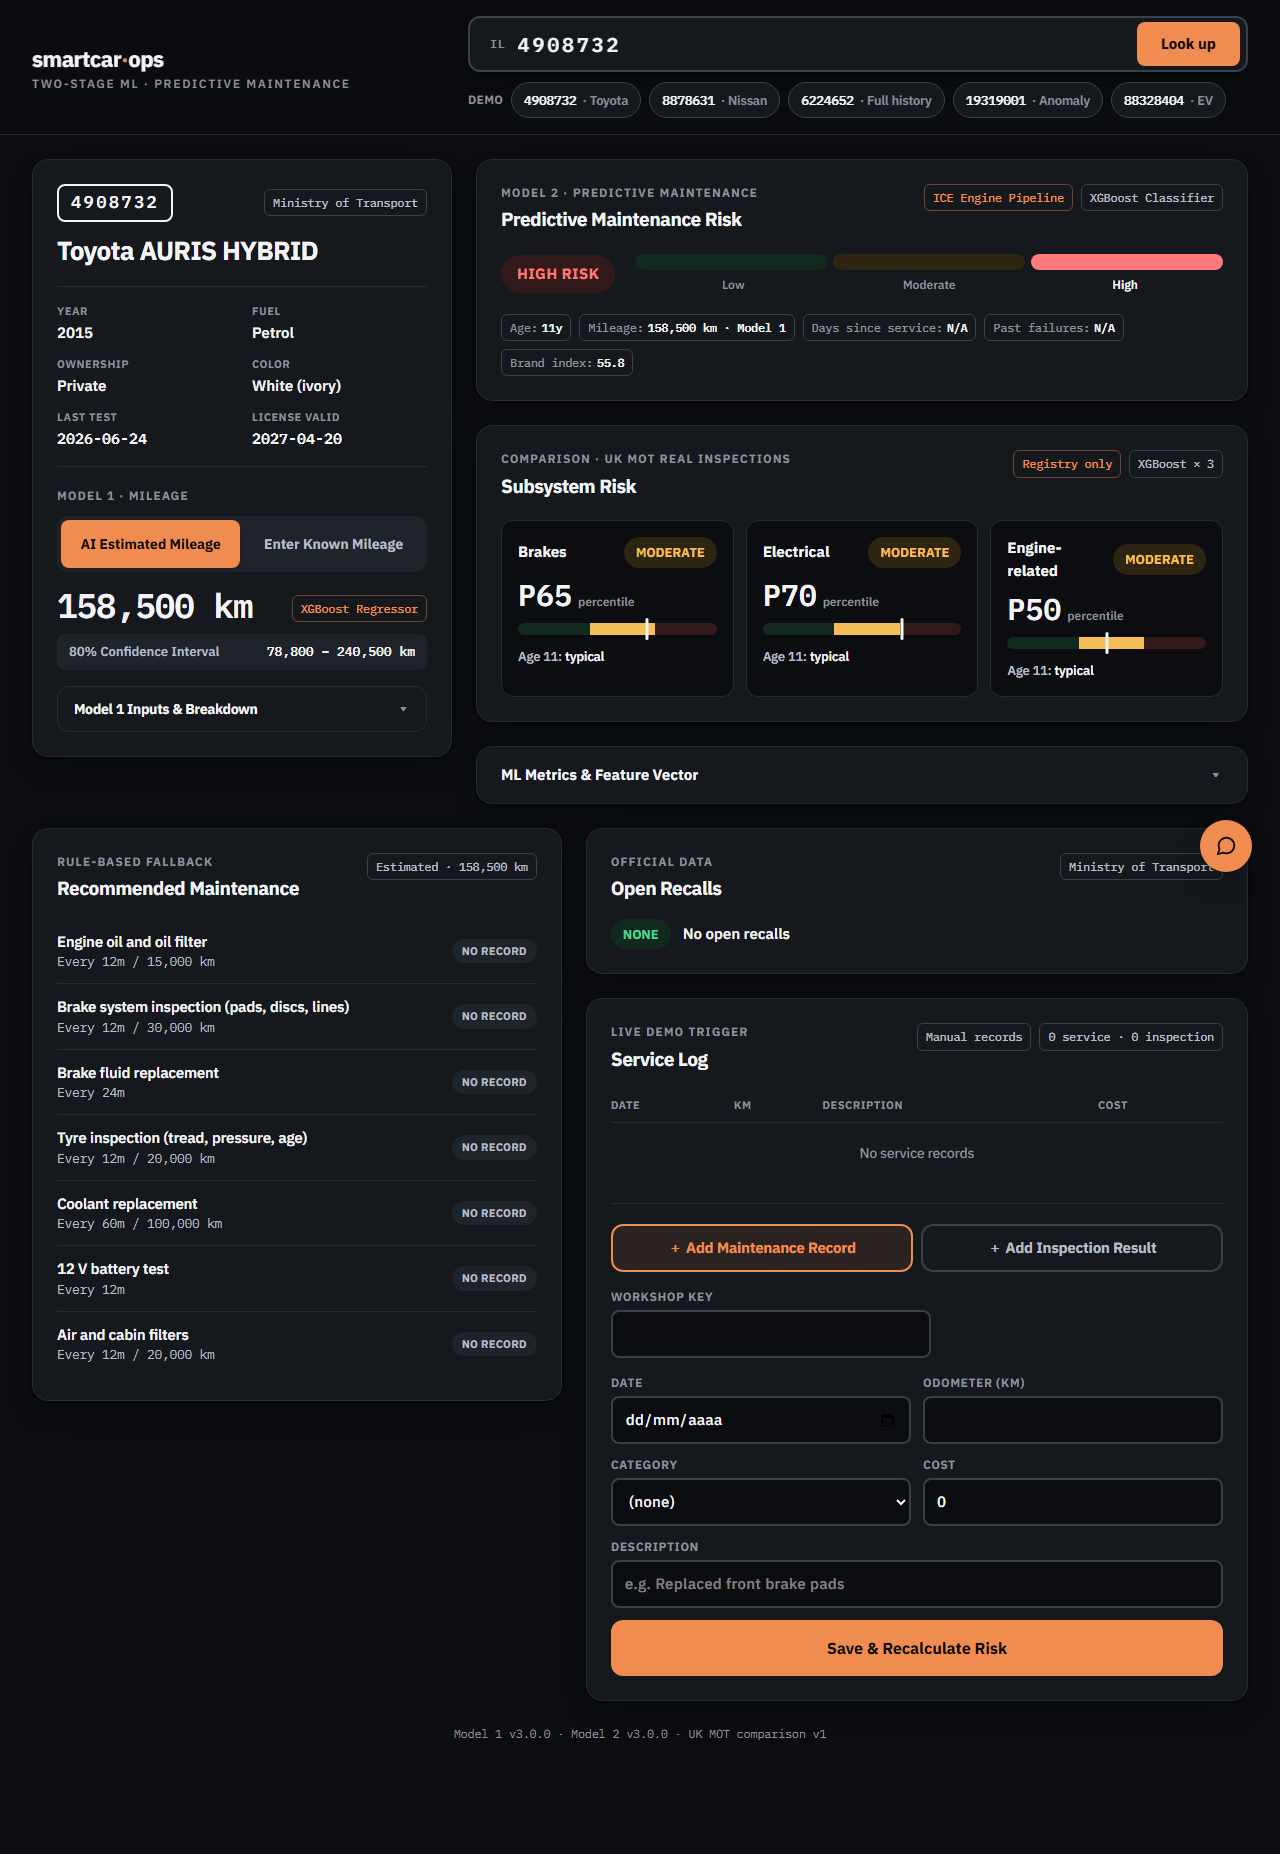 smartcar·ops
TWO-STAGE ML · PREDICTIVE MAINTENANCE
IL 4908732
Look up
DEMO
4908732 · Toyota
8878631 · Nissan
6224652 · Full history
19319001 · Anomaly
88328404 · EV
4908732
Ministry of Transport
Toyota AURIS HYBRID
YEAR
FUEL
2015
Petrol
OWNERSHIP
COLOR
Private
White (ivory)
LAST TEST
LICENSE VALID
2026-06-24
2027-04-20
MODEL 1 · MILEAGE
AI Estimated Mileage
Enter Known Mileage
158,500 km
XGBoost Regressor
80% Confidence Interval
78,800 – 240,500 km
Model 1 Inputs & Breakdown
MODEL 2 · PREDICTIVE MAINTENANCE
Predictive Maintenance Risk
ICE Engine Pipeline
XGBoost Classifier
HIGH RISK
Low
Moderate
High
Age: 11y
Mileage: 158,500 km · Model 1
Days since service: N/A
Past failures: N/A
Brand index: 55.8
COMPARISON · UK MOT REAL INSPECTIONS
Subsystem Risk
Registry only
XGBoost × 3
Brakes
MODERATE
P65 percentile
Age 11: typical
Electrical
MODERATE
P70 percentile
Age 11: typical
Engine-
related
MODERATE
P50 percentile
Age 11: typical
ML Metrics & Feature Vector
RULE-BASED FALLBACK
Recommended Maintenance
Estimated · 158,500 km
Engine oil and oil filter
Every 12m / 15,000 km
NO RECORD
Brake system inspection (pads, discs, lines)
Every 12m / 30,000 km
NO RECORD
Brake fluid replacement
Every 24m
NO RECORD
Tyre inspection (tread, pressure, age)
Every 12m / 20,000 km
NO RECORD
Coolant replacement
Every 60m / 100,000 km
NO RECORD
12 V battery test
Every 12m
NO RECORD
Air and cabin filters
Every 12m / 20,000 km
NO RECORD
OFFICIAL DATA
Open Recalls
Ministry of Transport
NONE
No open recalls
LIVE DEMO TRIGGER
Service Log
Manual records
0 service · 0 inspection
DATE KM DESCRIPTION COST
No service records
+ Add Maintenance Record
+ Add Inspection Result
WORKSHOP KEY
DATE
ODOMETER (KM)
dd/mm/aaaa
CATEGORY
COST
(none)
0
DESCRIPTION
e.g. Replaced front brake pads
Save & Recalculate Risk
Model 1 v3.0.0 · Model 2 v3.0.0 · UK MOT comparison v1